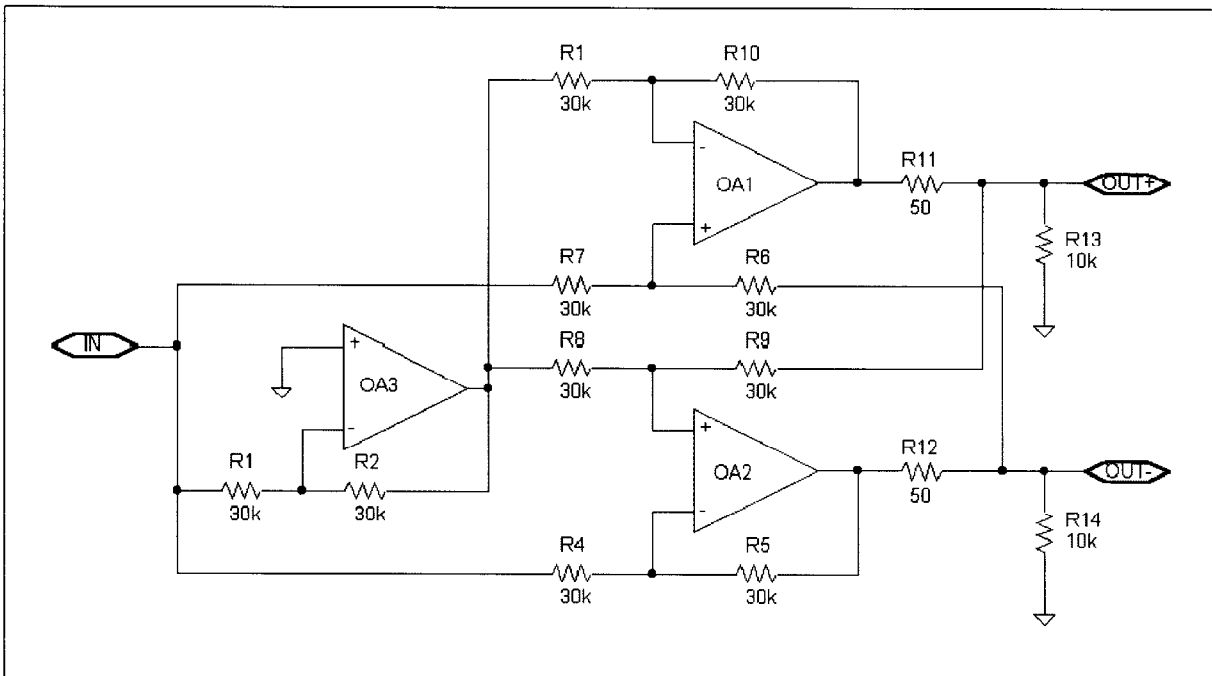 R1 R10
30k 30k
-
OA1
+
R11
50
OUT+
R13
10k
R7 R6
30k 30k
IN
+
OA3
-
R8 R9
30k 30k
R1 R2
30k 30k
+
OA2
-
R12
50
OUT-
R14
10k
R4 R5
30k 30k